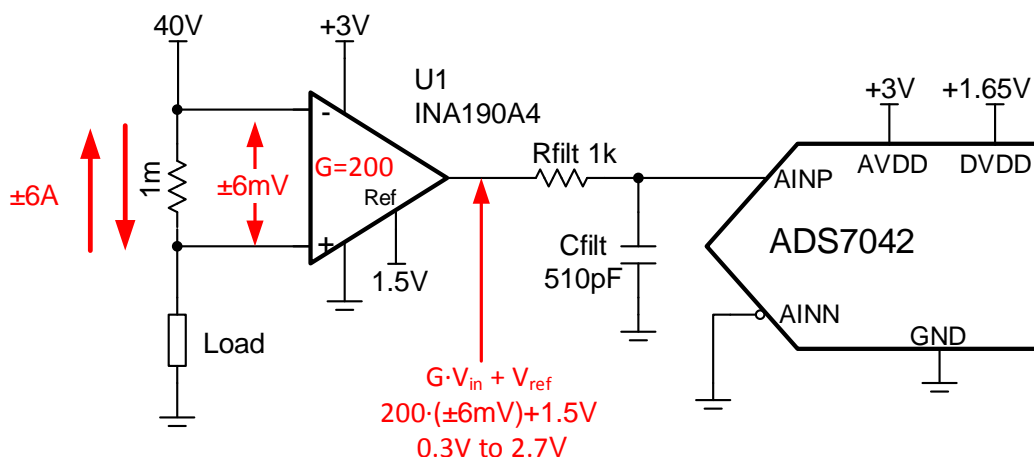 40V
+3V
U1
INA190A4
+3V
+1.65V
Rfilt 1k
AVDD
DVDD
-
G=200
±6mV
±6A
1m
Ref
AINP
ADS7042
+
1.5V
Cfilt
510pF
AINN
GND
Load
G·Vin + Vref
200·(±6mV)+1.5V
0.3V to 2.7V